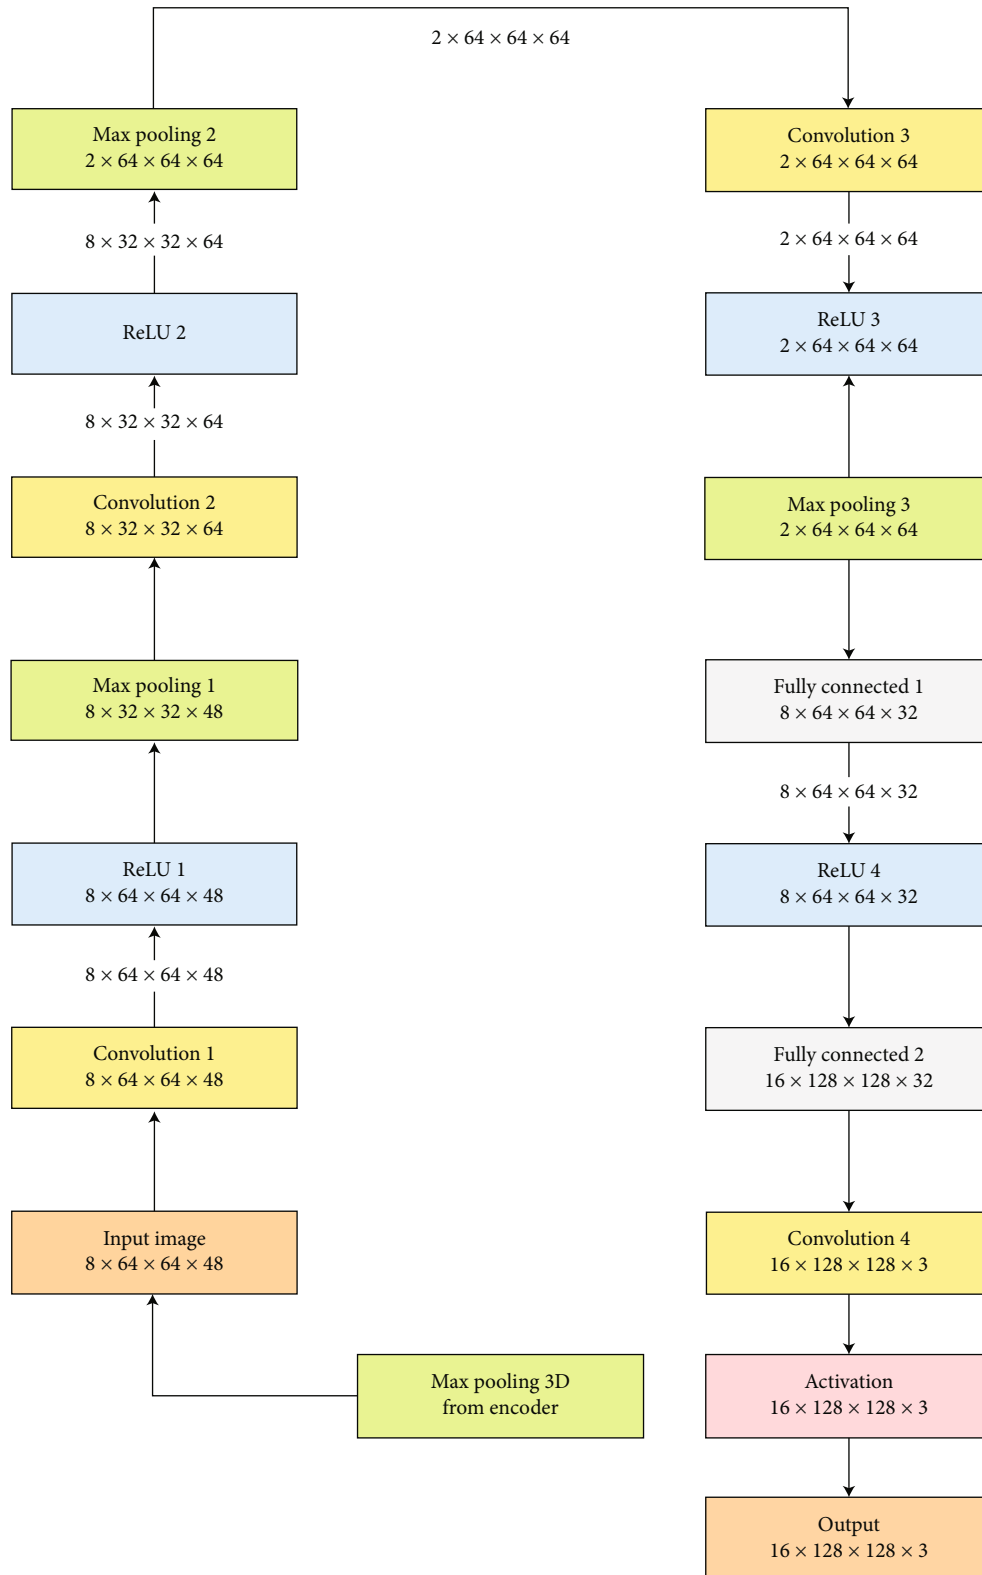 2 × 64 × 64 × 64
Max pooling 2
2 × 64 × 64 × 64
8 × 32 × 32 × 64
ReLU 2
8 × 32 × 32 × 64
Convolution 2
8 × 32 × 32 × 64
Max pooling 1
8 × 32 × 32 × 48
ReLU 1
8 × 64 × 64 × 48
8 × 64 × 64 × 48
Convolution 1
8 × 64 × 64 × 48
Input image
8 × 64 × 64 × 48
Max pooling 3D
from encoder
Convolution 3
2 × 64 × 64 × 64
2 × 64 × 64 × 64
ReLU 3
2 × 64 × 64 × 64
Max pooling 3
2 × 64 × 64 × 64
Fully connected 1
8 × 64 × 64 × 32
8 × 64 × 64 × 32
ReLU 4
8 × 64 × 64 × 32
Fully connected 2
16 × 128 × 128 × 32
Convolution 4
16 × 128 × 128 × 3
Activation
16 × 128 × 128 × 3
Output
16 × 128 × 128 × 3